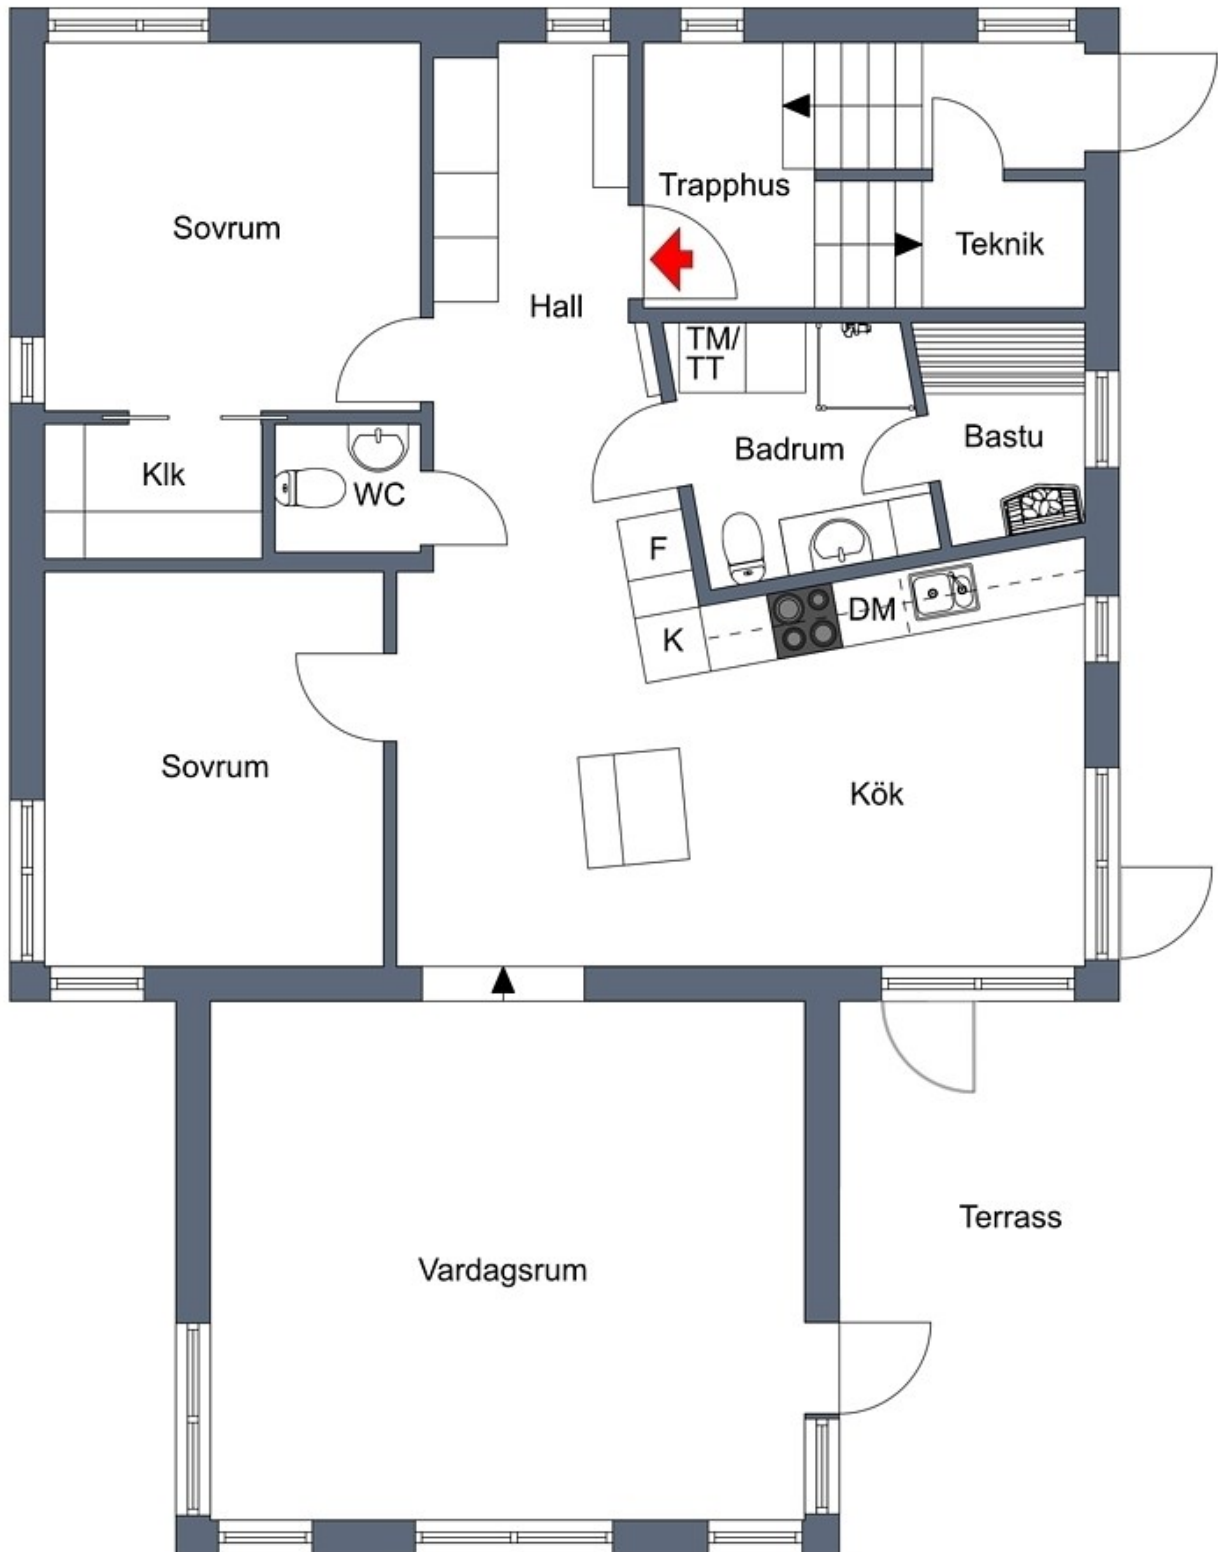 Sovrum
Trapphus
Teknik
Hall
TM/
TT
Badrum
Bastu
Klk
WC
F
K
DM
Sovrum
Kök
Vardagsrum
Terrass